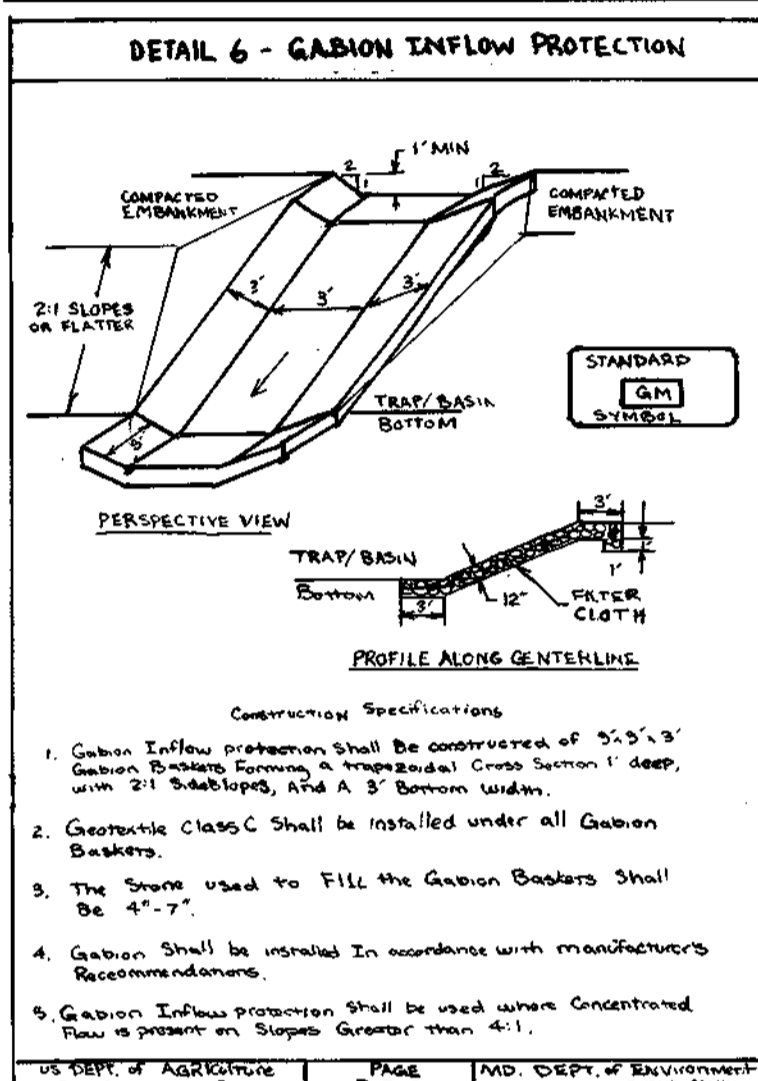 DETAIL 6 - GABION INFLOW PROTECTION
1' MIN
2
1
2
1
COMPACTED
EMBANKMENT
COMPACTED
EMBANKMENT
3'
3'
3'
2:1 SLOPES
OR FLATTER
STANDARD
GM
SYMBOL
TRAP/BASIN
BOTTOM
3'
PERSPECTIVE VIEW
3'
TRAP/BASIN
Bottom
1'
1'
12"
3'
FILTER
CLOTH
PROFILE ALONG CENTERLINE
Construction Specifications
1. Gabion Inflow protection Shall Be constructed of 9'x3'x3'
Gabion Baskets Forming a trapezoidal Cross Section 1' deep,
with 2:1 Sideslopes, And A 3' Bottom width.
2. Geotextile Class C Shall be installed under all Gabion
Baskets.
3. The Stone used to Fill the Gabion Baskets Shall
Be 4"-7".
4. Gabion Shall be installed In accordance with manufacturer's
Receommendations.
5. Gabion Inflow protection Shall be used where Concentrated
Flow is present on Slopes Greater than 4:1.
US DEPT. of AGRICULTURE
PAGE
MD. DEPT. of ENVIRONMENT